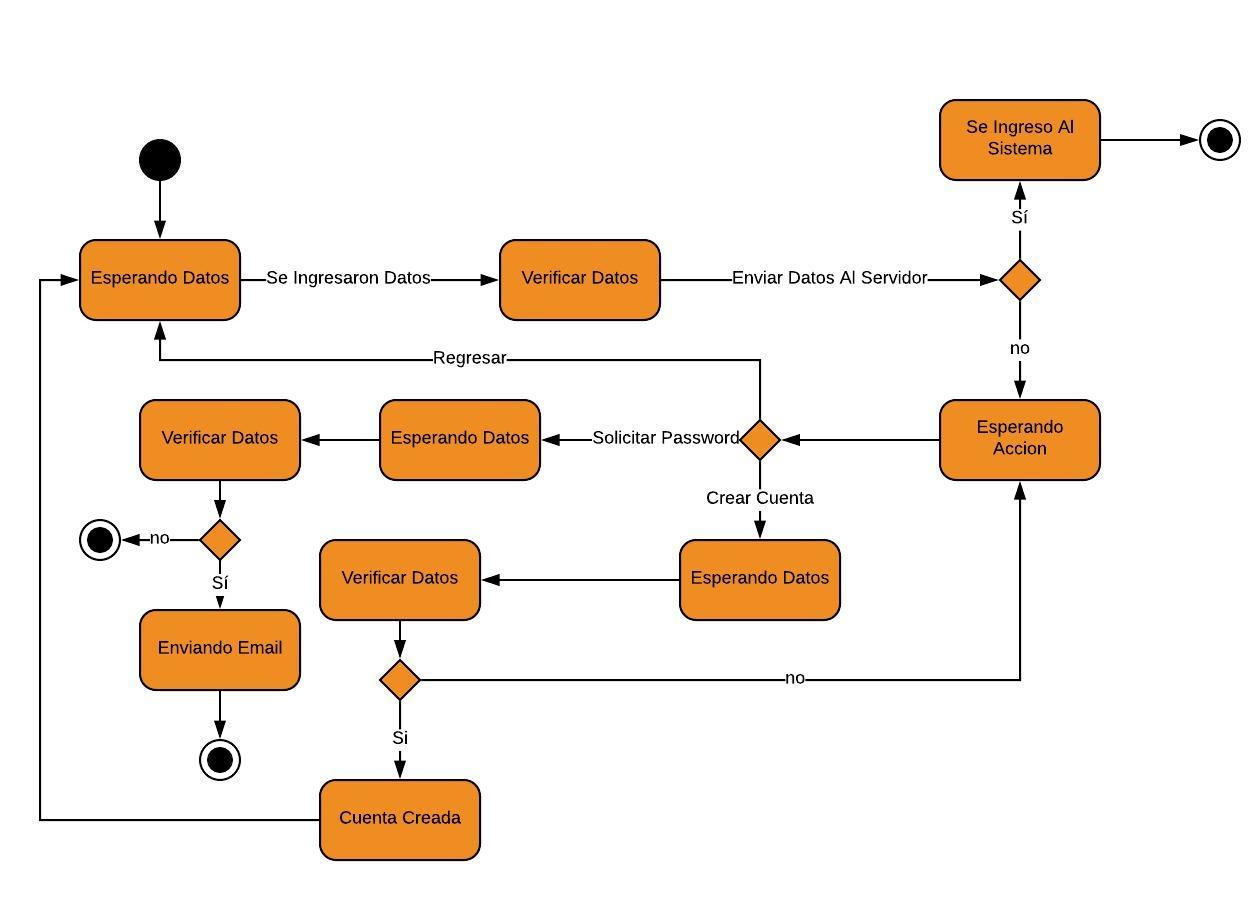 Se Ingreso Al
Sistema
Sí
Esperando Datos
Se Ingresaron Datos
Verificar Datos
Enviar Datos Al Servidor
no
Regresar
Verificar Datos
Esperando Datos
Solicitar Password
Esperando
Accion
Crear Cuenta
no
Sí
Verificar Datos
Esperando Datos
Enviando Email
no
Si
Cuenta Creada